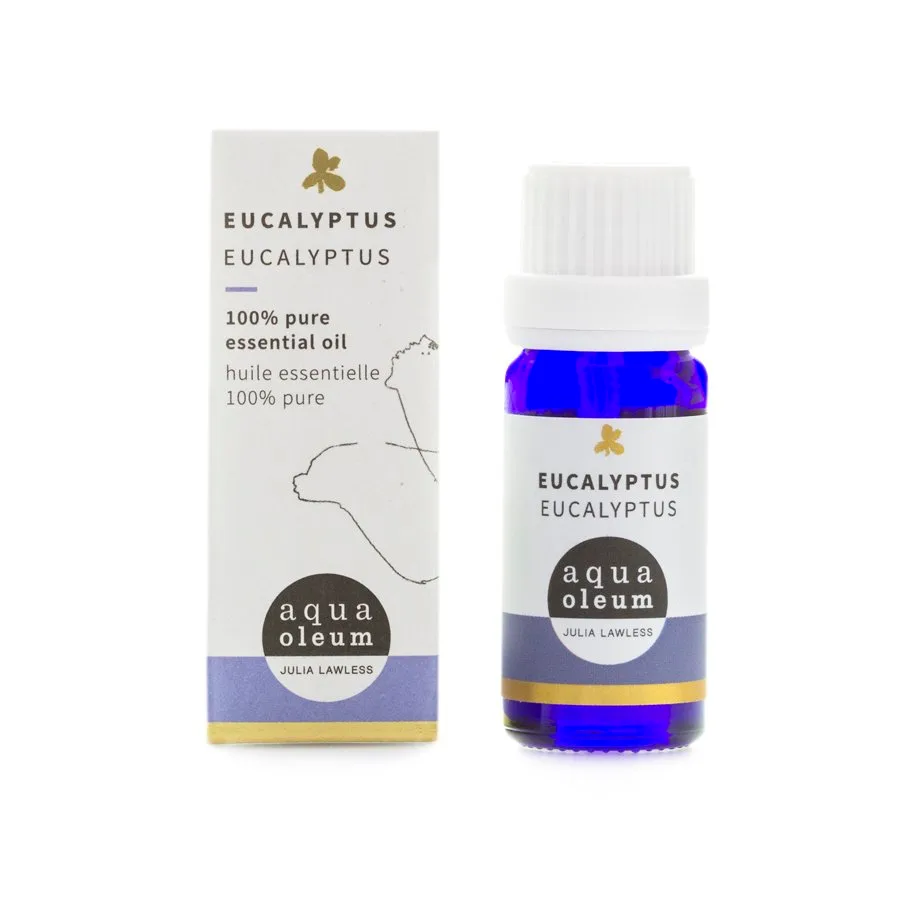 EUCALYPTUS
EUCALYPTUS
100% pure
essential oil
huile essentielle
100% pure
aqua
oleum
JULIA LAWLESS
EUCALYPTUS
EUCALYPTUS
aqua
oleum
JULIA LAWLESS